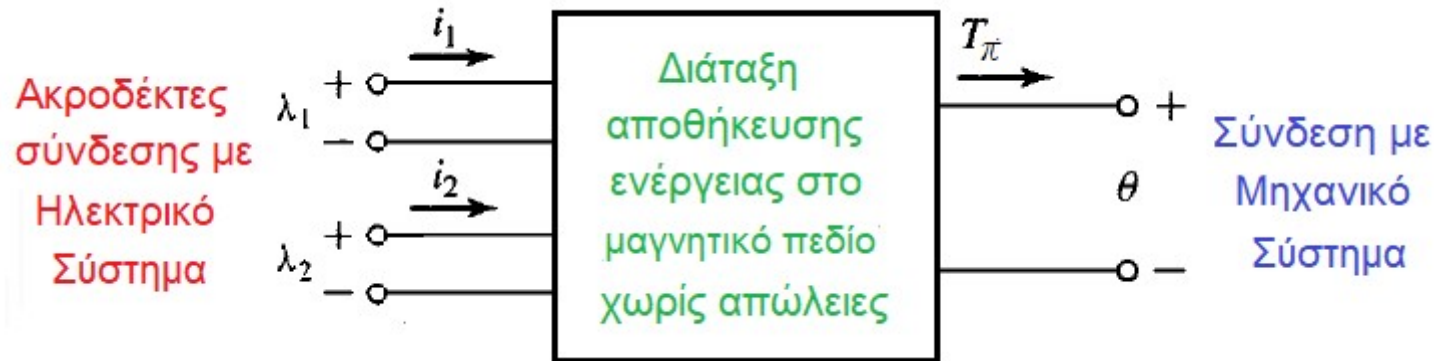 Ακροδέκτες
σύνδεσης με
Ηλεκτρικό
Σύστημα
+
λ₁
−
i₁
+
λ₂
−
i₂
Διάταξη
αποθήκευσης
ενέργειας στο
μαγνητικό πεδίο
χωρίς απώλειες
T_π
+
θ
−
Σύνδεση με
Μηχανικό
Σύστημα